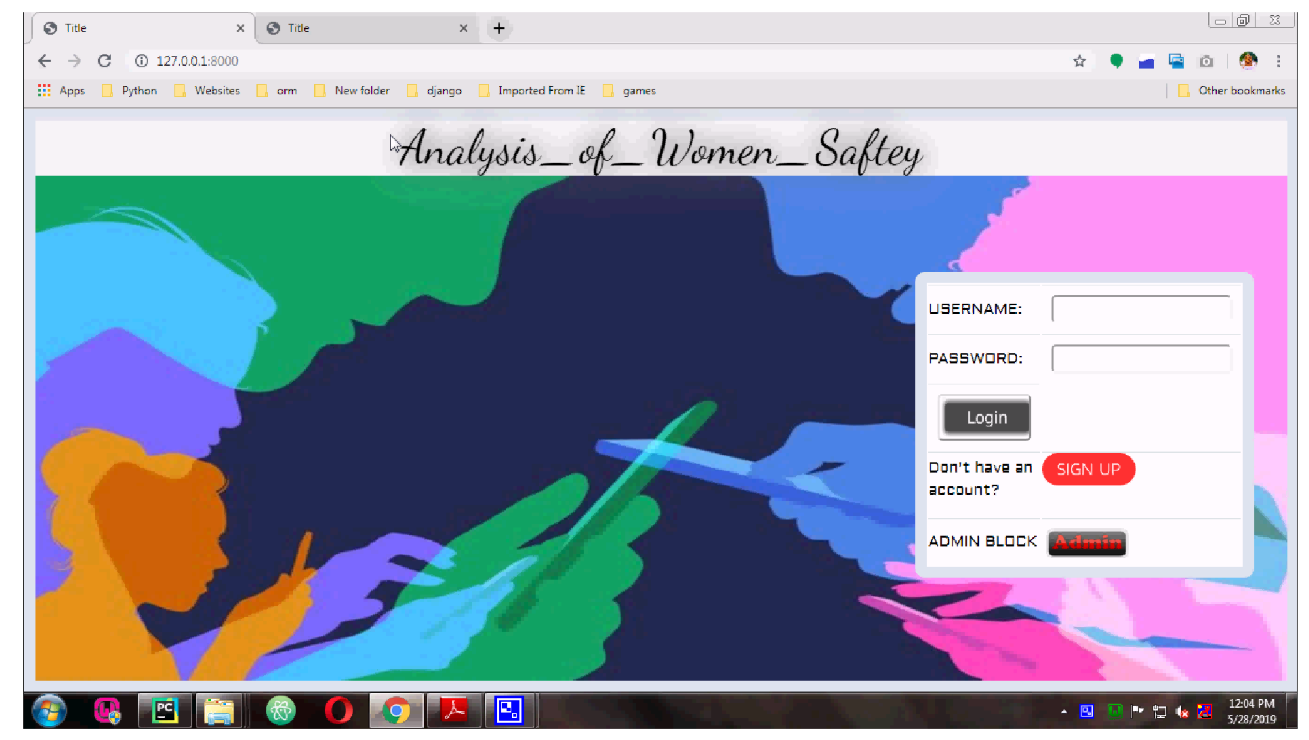 Title
Title
127.0.0.1:8000
Apps Python Websites orm New folder django Imported From IE games Other bookmarks
Analysis_of_Women_Saftey
USERNAME:
PASSWORD:
Login
Don't have an account?
SIGN UP
ADMIN BLOCK Admin
PC
12:04 PM
5/28/2019